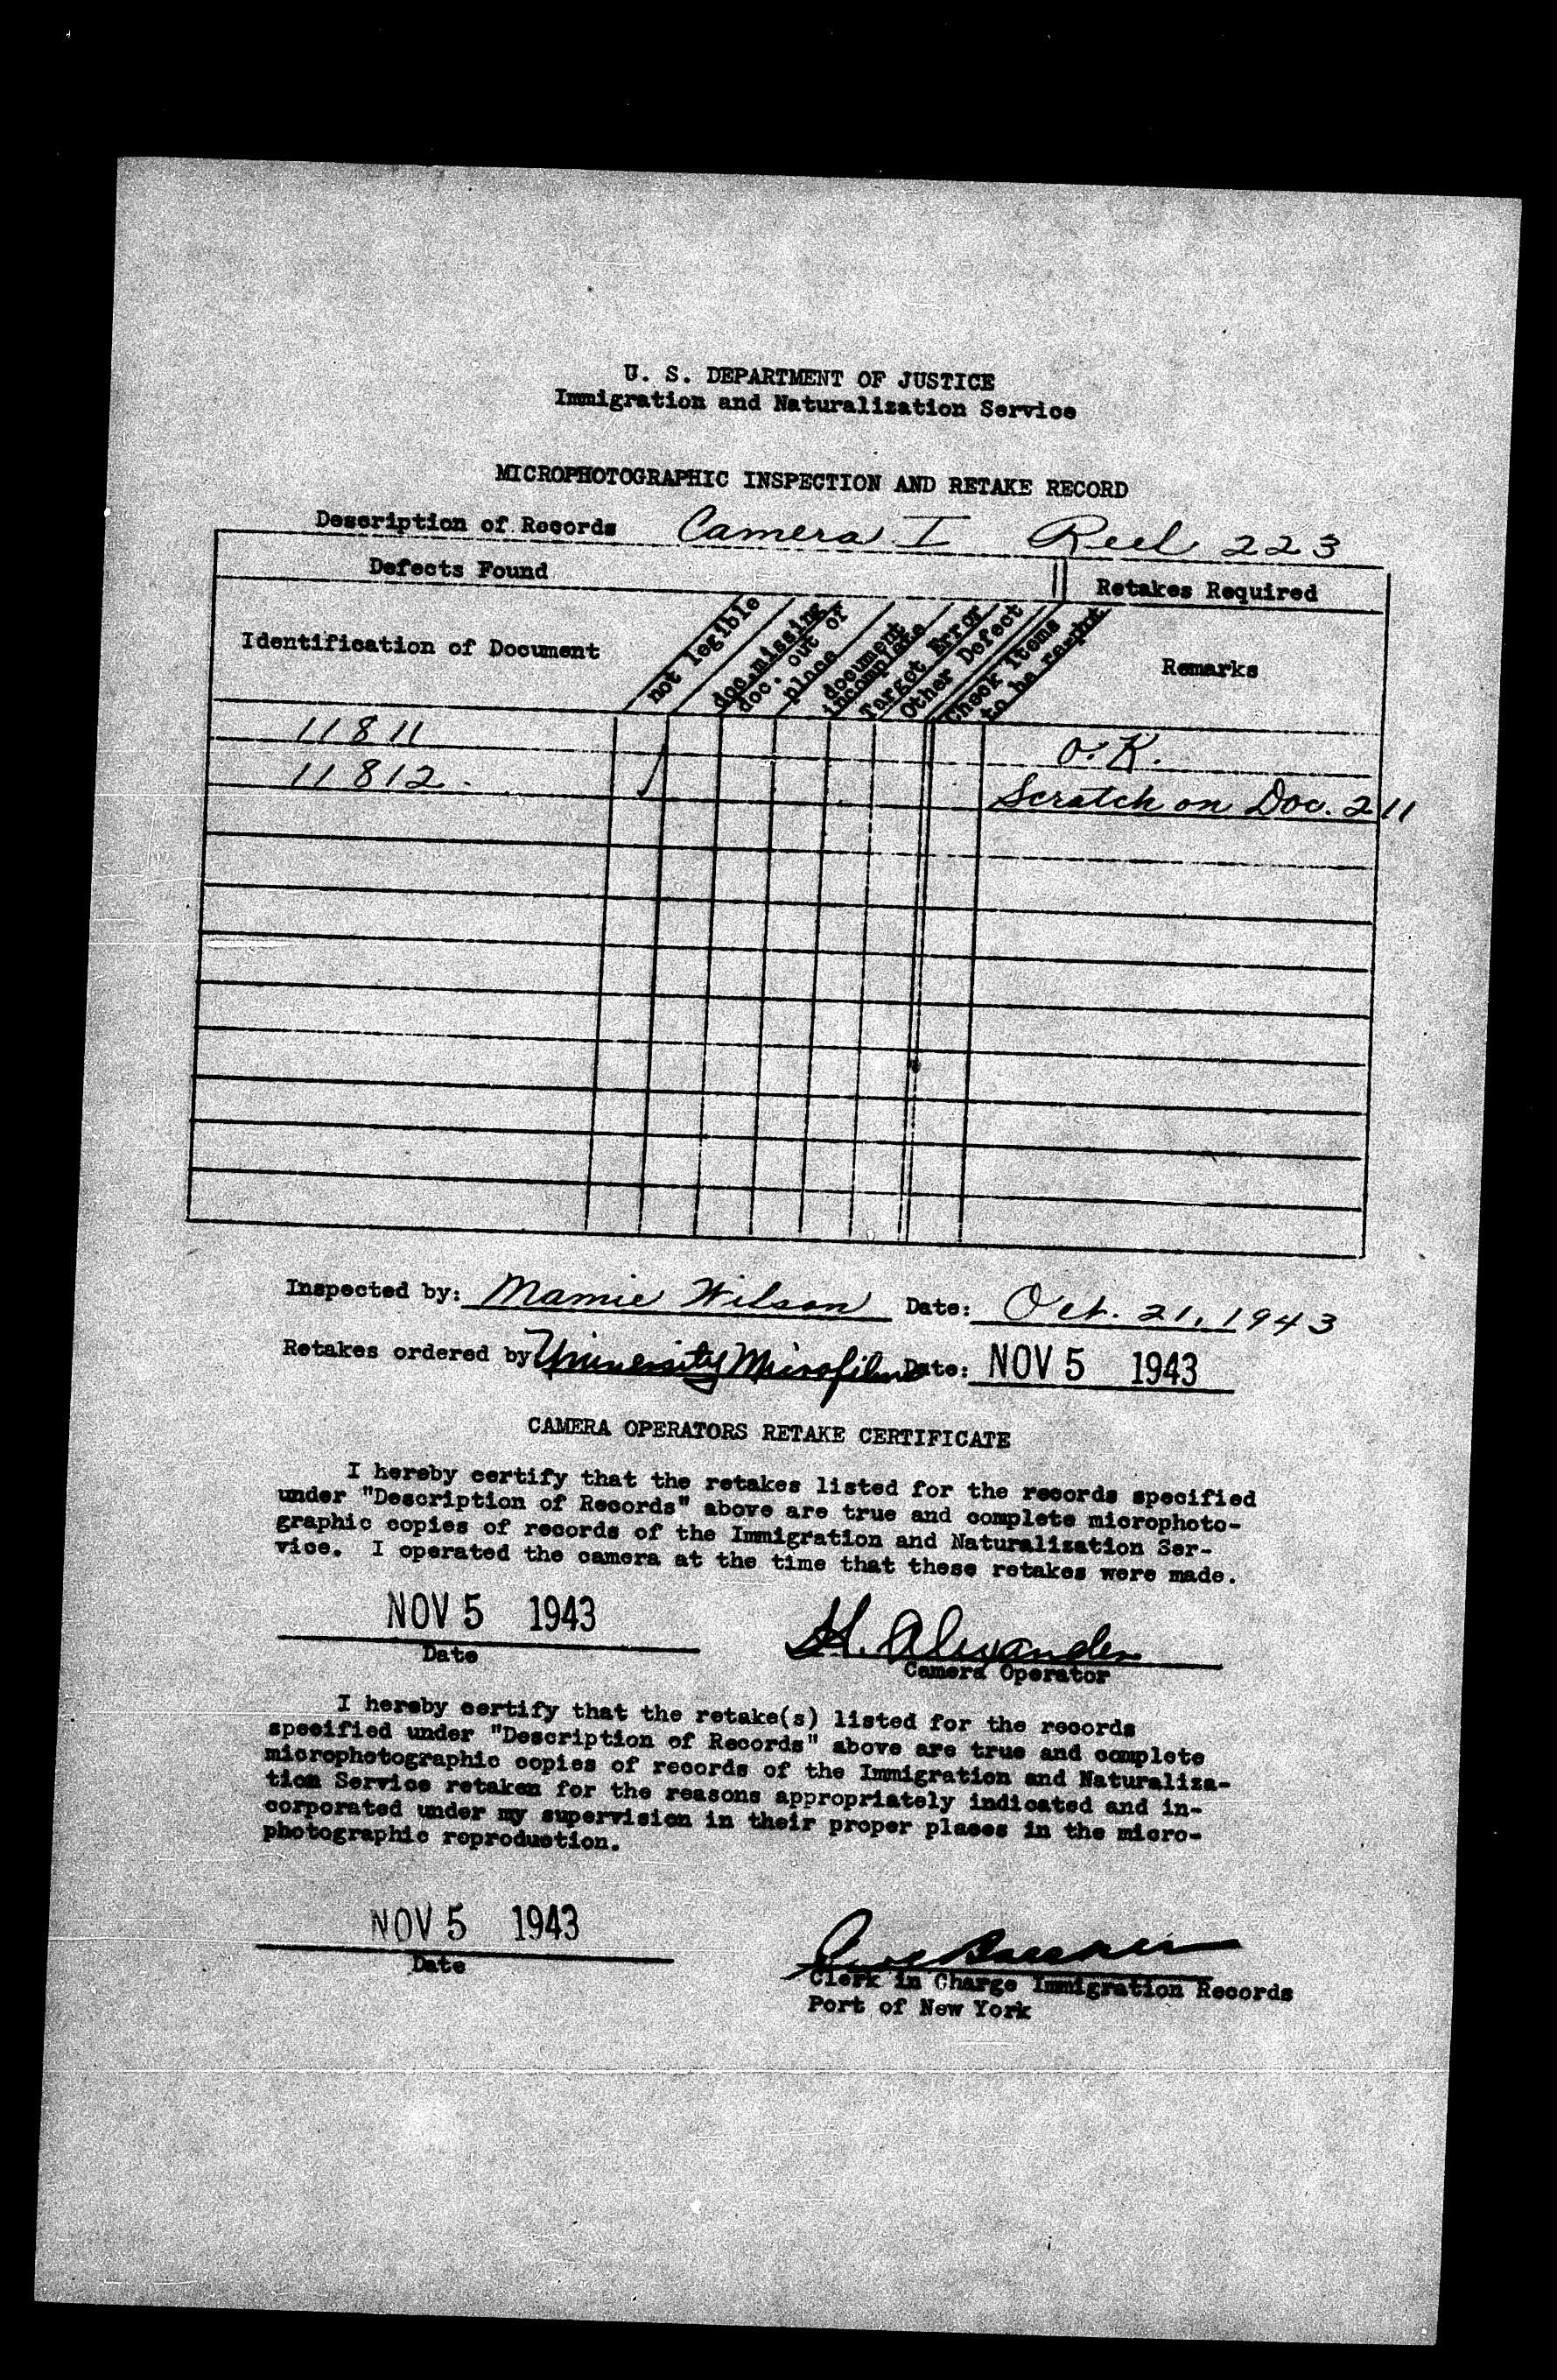 U. S. DEPARTMENT OF JUSTICE
Immigration and Naturalization Service
MICROPHOTOGRAPHIC INSPECTION AND RETAKE RECORD
Description of Records Camera I Reel 223
Defects Found Retakes Required
Identification of Document not legible doc. missing doc. out of place document incomplete Target Error Other Defect Check Items to be re-pht Remarks
11811 O.K.
11812. ✓ Scratch on Doc. 211
Inspected by: Mamie Wilson Date: Oct. 21, 1943
Retakes ordered by University Microfilms Date: NOV 5 1943
CAMERA OPERATORS RETAKE CERTIFICATE
I hereby certify that the retakes listed for the records specified
under "Description of Records" above are true and complete microphoto-
graphic copies of records of the Immigration and Naturalization Ser-
vice. I operated the camera at the time that these retakes were made.
NOV 5 1943 H. Alexander
Date Camera Operator
I hereby certify that the retake(s) listed for the records
specified under "Description of Records" above are true and complete
microphotographic copies of records of the Immigration and Naturaliza-
tion Service retaken for the reasons appropriately indicated and in-
corporated under my supervision in their proper places in the micro-
photographic reproduction.
NOV 5 1943
Date Clerk in Charge Immigration Records
Port of New York